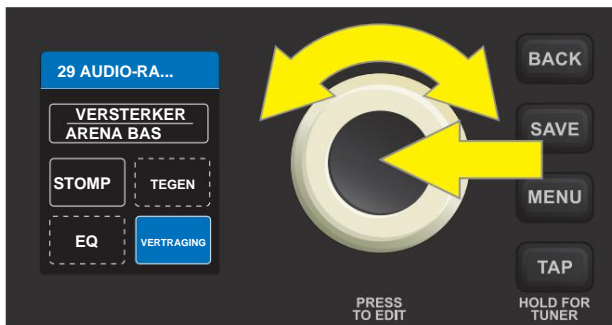 29 AUDIO-RA...
VERSTERKER
ARENA BAS
STOMP
TEGEN
EQ
VERTRAGING
BACK
SAVE
MENU
TAP
PRESS
TO EDIT
HOLD FOR
TUNER